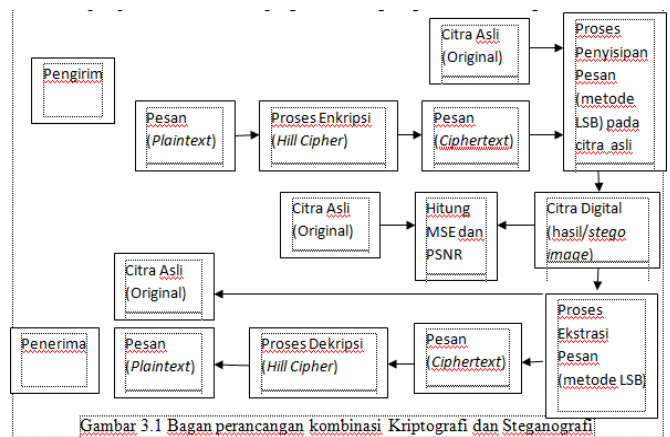 Citra Asli
(Original)
Proses
Penyisipan
Pesan
(metode
LSB) pada
citra asli
Pengirim
Pesan
(Plaintext)
Proses Enkripsi
(Hill Cipher)
Pesan
(Ciphertext)
Citra Asli
(Original)
Hitung
MSE dan
PSNR
Citra Digital
(hasil/stego
image)
Citra Asli
(Original)
Penerima
Pesan
(Plaintext)
Proses Dekripsi
(Hill Cipher)
Pesan
(Ciphertext)
Proses
Ekstrasi
Pesan
(metode LSB)
Gambar 3.1 Bagan perancangan kombinasi Kriptografi dan Steganografi